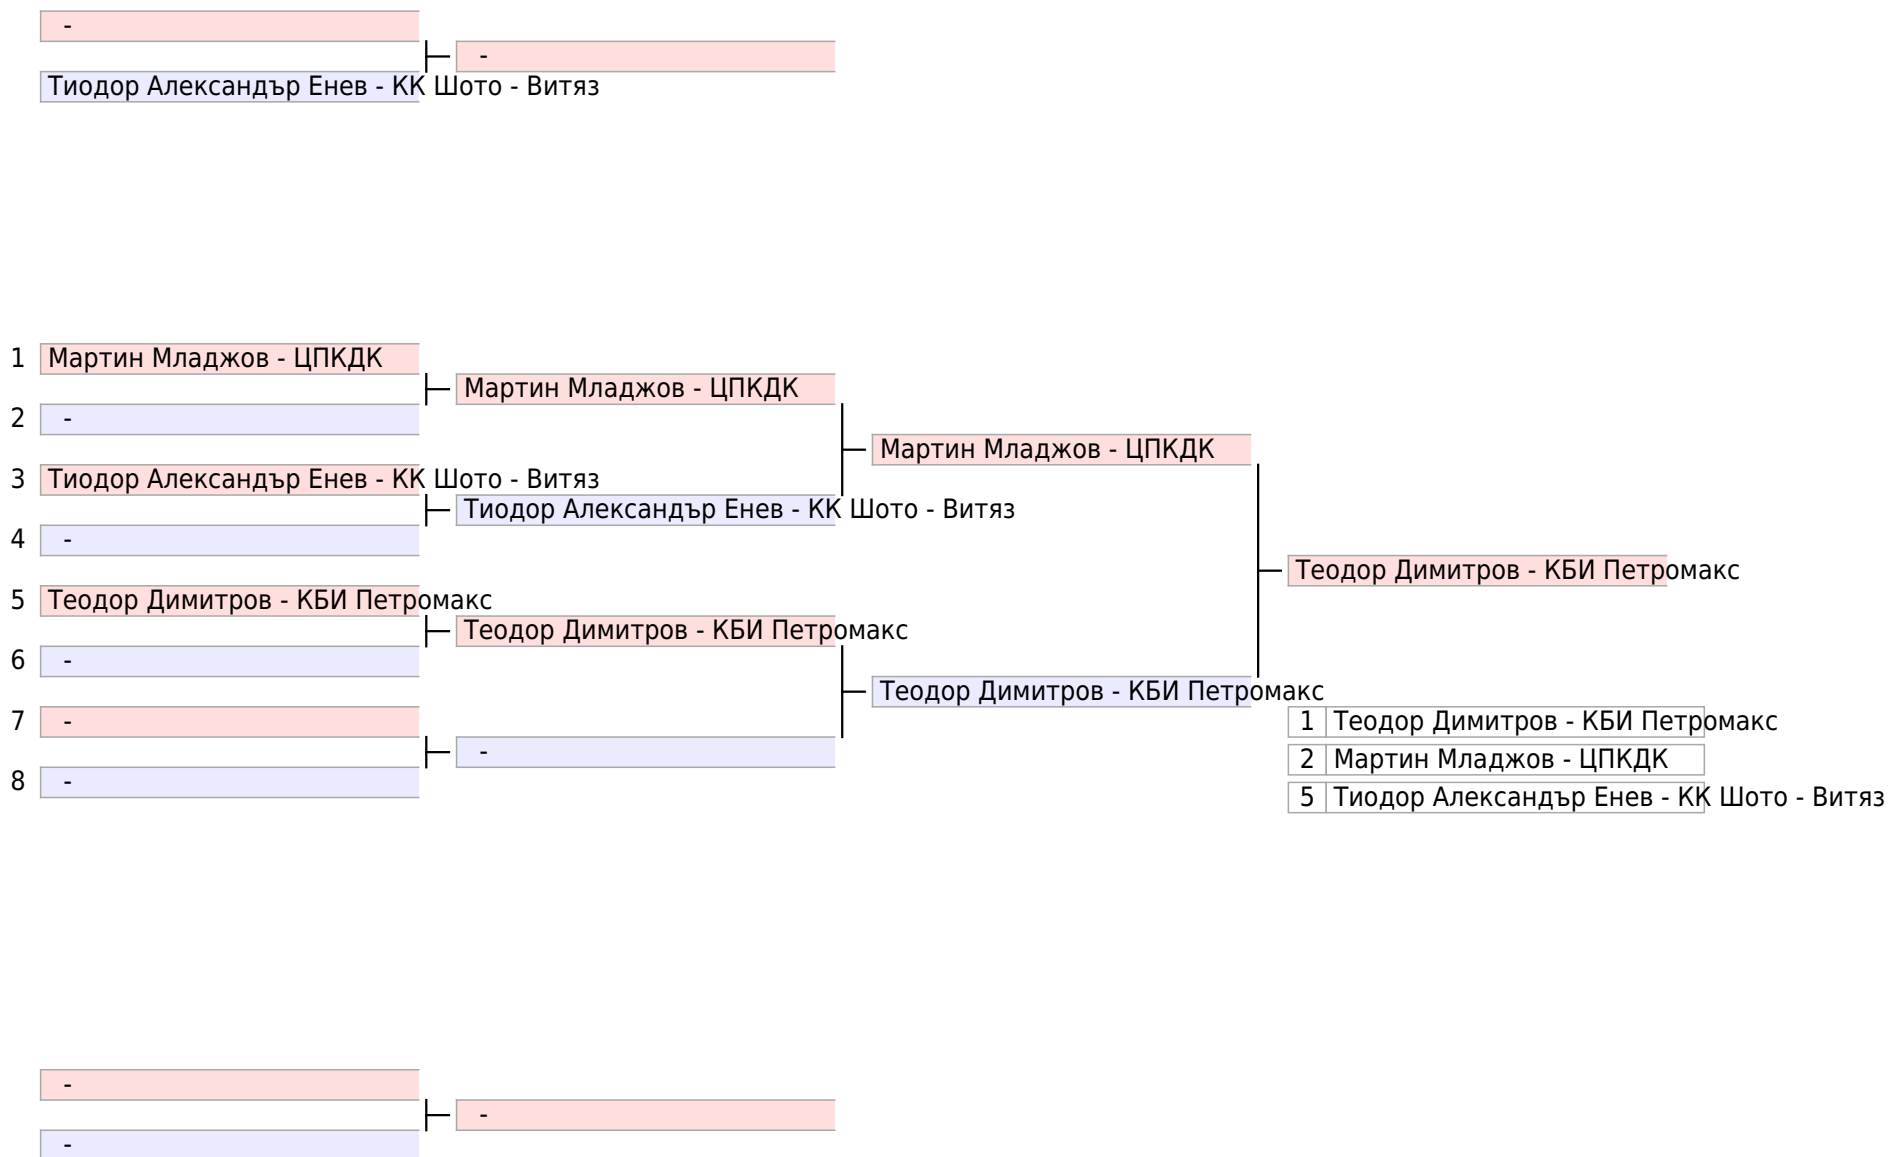 -
-
Тиодор Александър Енев - КК Шото - Витяз
1 Мартин Младжов - ЦПКДК
Мартин Младжов - ЦПКДК
2 -
Мартин Младжов - ЦПКДК
3 Тиодор Александър Енев - КК Шото - Витяз
Тиодор Александър Енев - КК Шото - Витяз
4 -
Теодор Димитров - КБИ Петромакс
5 Теодор Димитров - КБИ Петромакс
Теодор Димитров - КБИ Петромакс
6 -
Теодор Димитров - КБИ Петромакс
7 -
1 Теодор Димитров - КБИ Петромакс
-
2 Мартин Младжов - ЦПКДК
8 -
5 Тиодор Александър Енев - КК Шото - Витяз
-
-
-